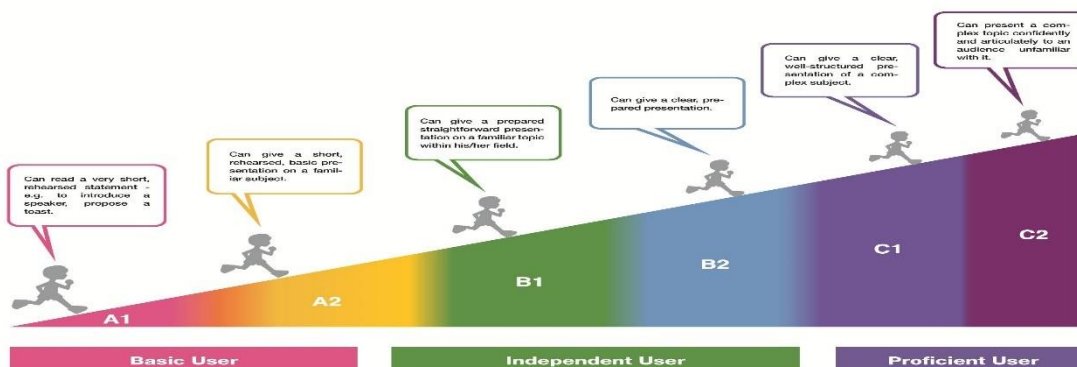 Can read a very short,
rehearsed statement -
e.g. to introduce a
speaker, propose a
toast.
Can give a short,
rehearsed, basic pre-
sentation on a famil-
iar subject.
Can give a prepared
straightforward presen-
tation on a familiar topic
within his/her field.
Can give a clear, pre-
pared presentation.
Can give a clear,
well-structured pre-
sentation of a com-
plex subject.
Can present a com-
plex topic confidently
and articulately to an
audience unfamiliar
with it.
A1
A2
B1
B2
C1
C2
Basic User
Independent User
Proficient User